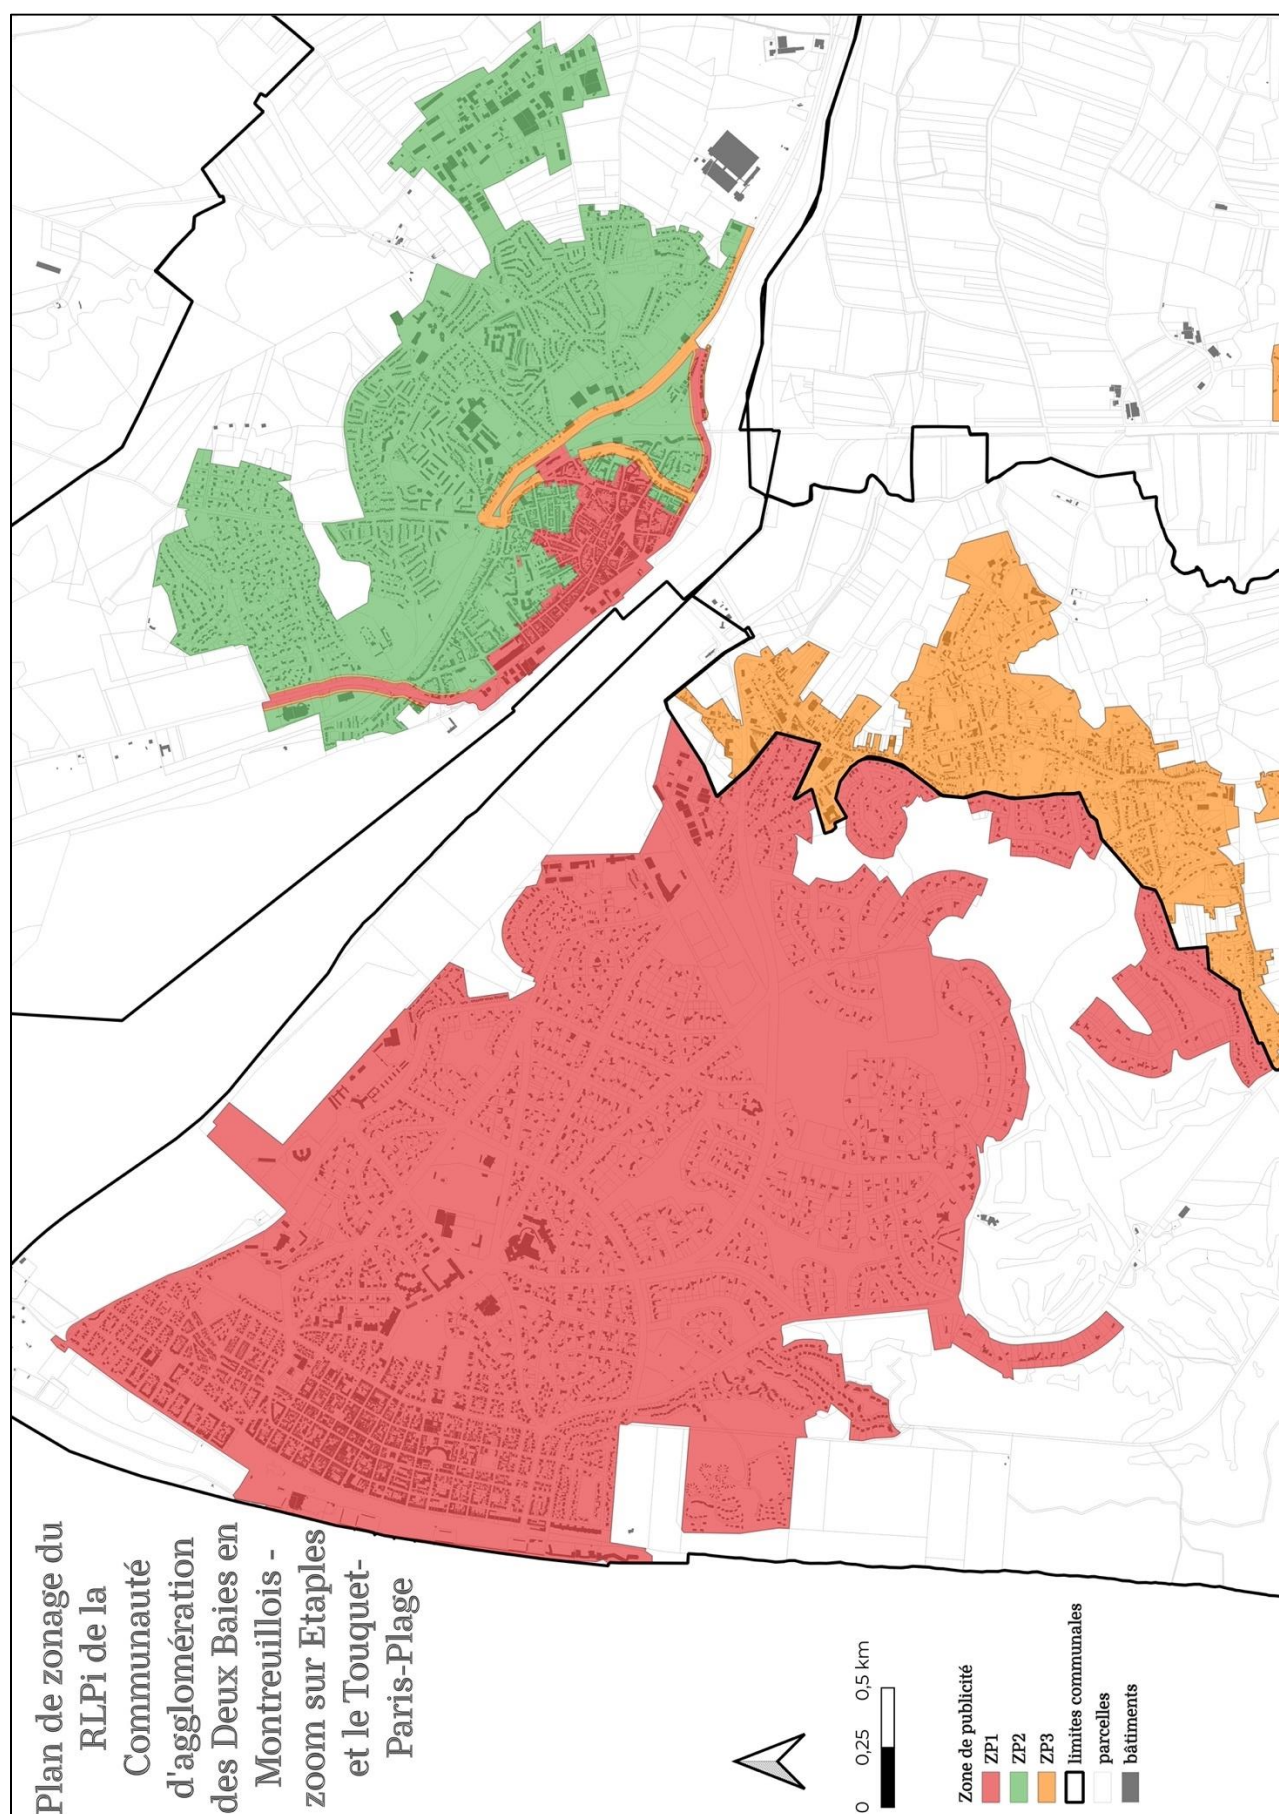 Plan de zonage du
RLPi de la
Communauté
d'agglomération
des Deux Baies en
Montreuillois -
zoom sur Etaples
et le Touquet-
Paris-Plage
0 0,25 0,5 km
Zone de publicité
ZP1
ZP2
ZP3
limites communales
parcelles
bâtiments